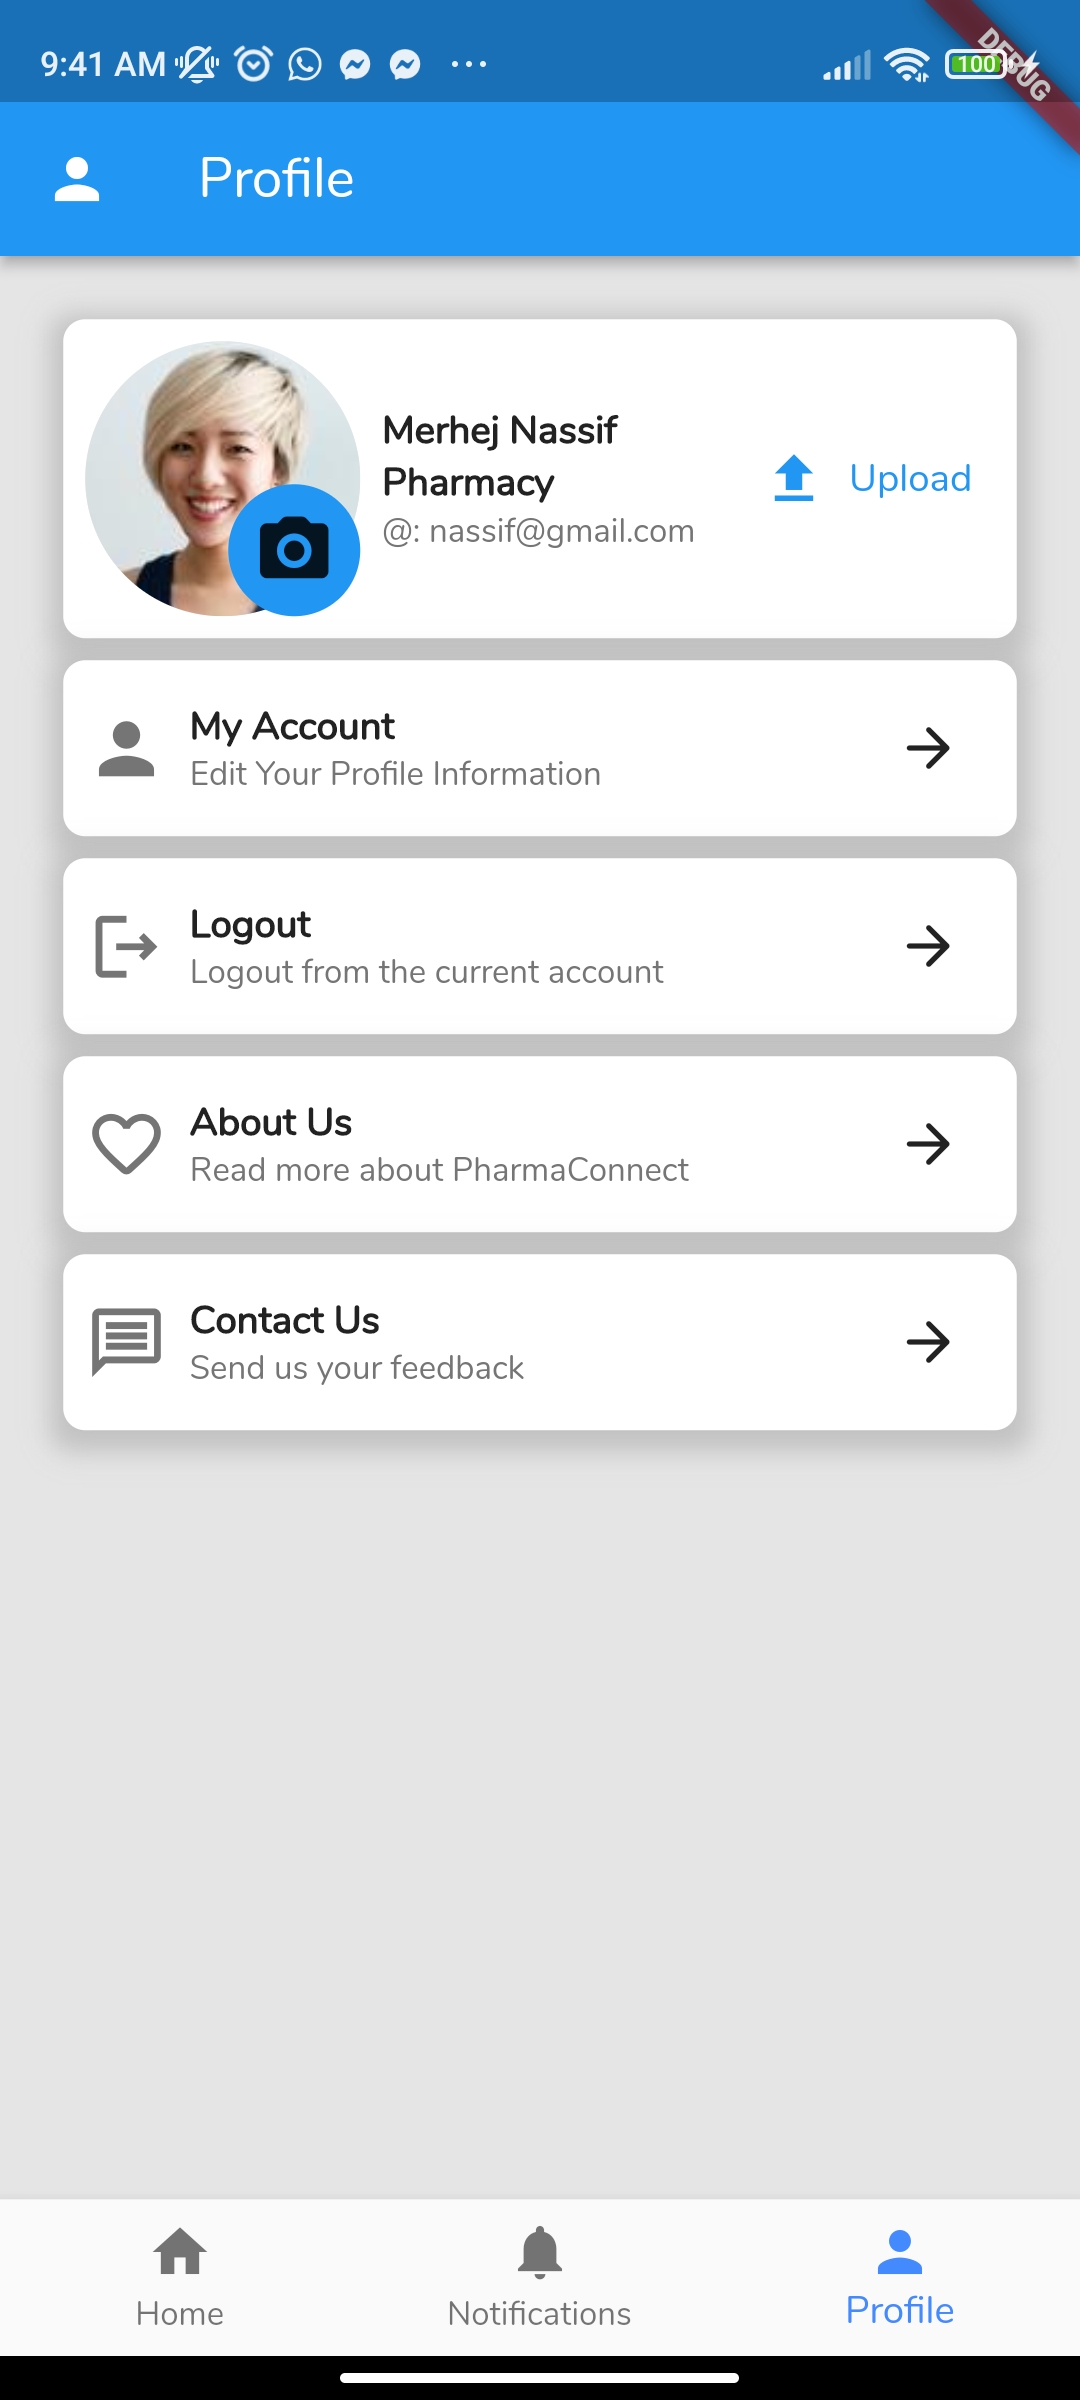 9:41 AM
100
DEBUG
Profile
Merhej Nassif
Pharmacy
@: nassif@gmail.com
Upload
My Account
Edit Your Profile Information
Logout
Logout from the current account
About Us
Read more about PharmaConnect
Contact Us
Send us your feedback
Home
Notifications
Profile